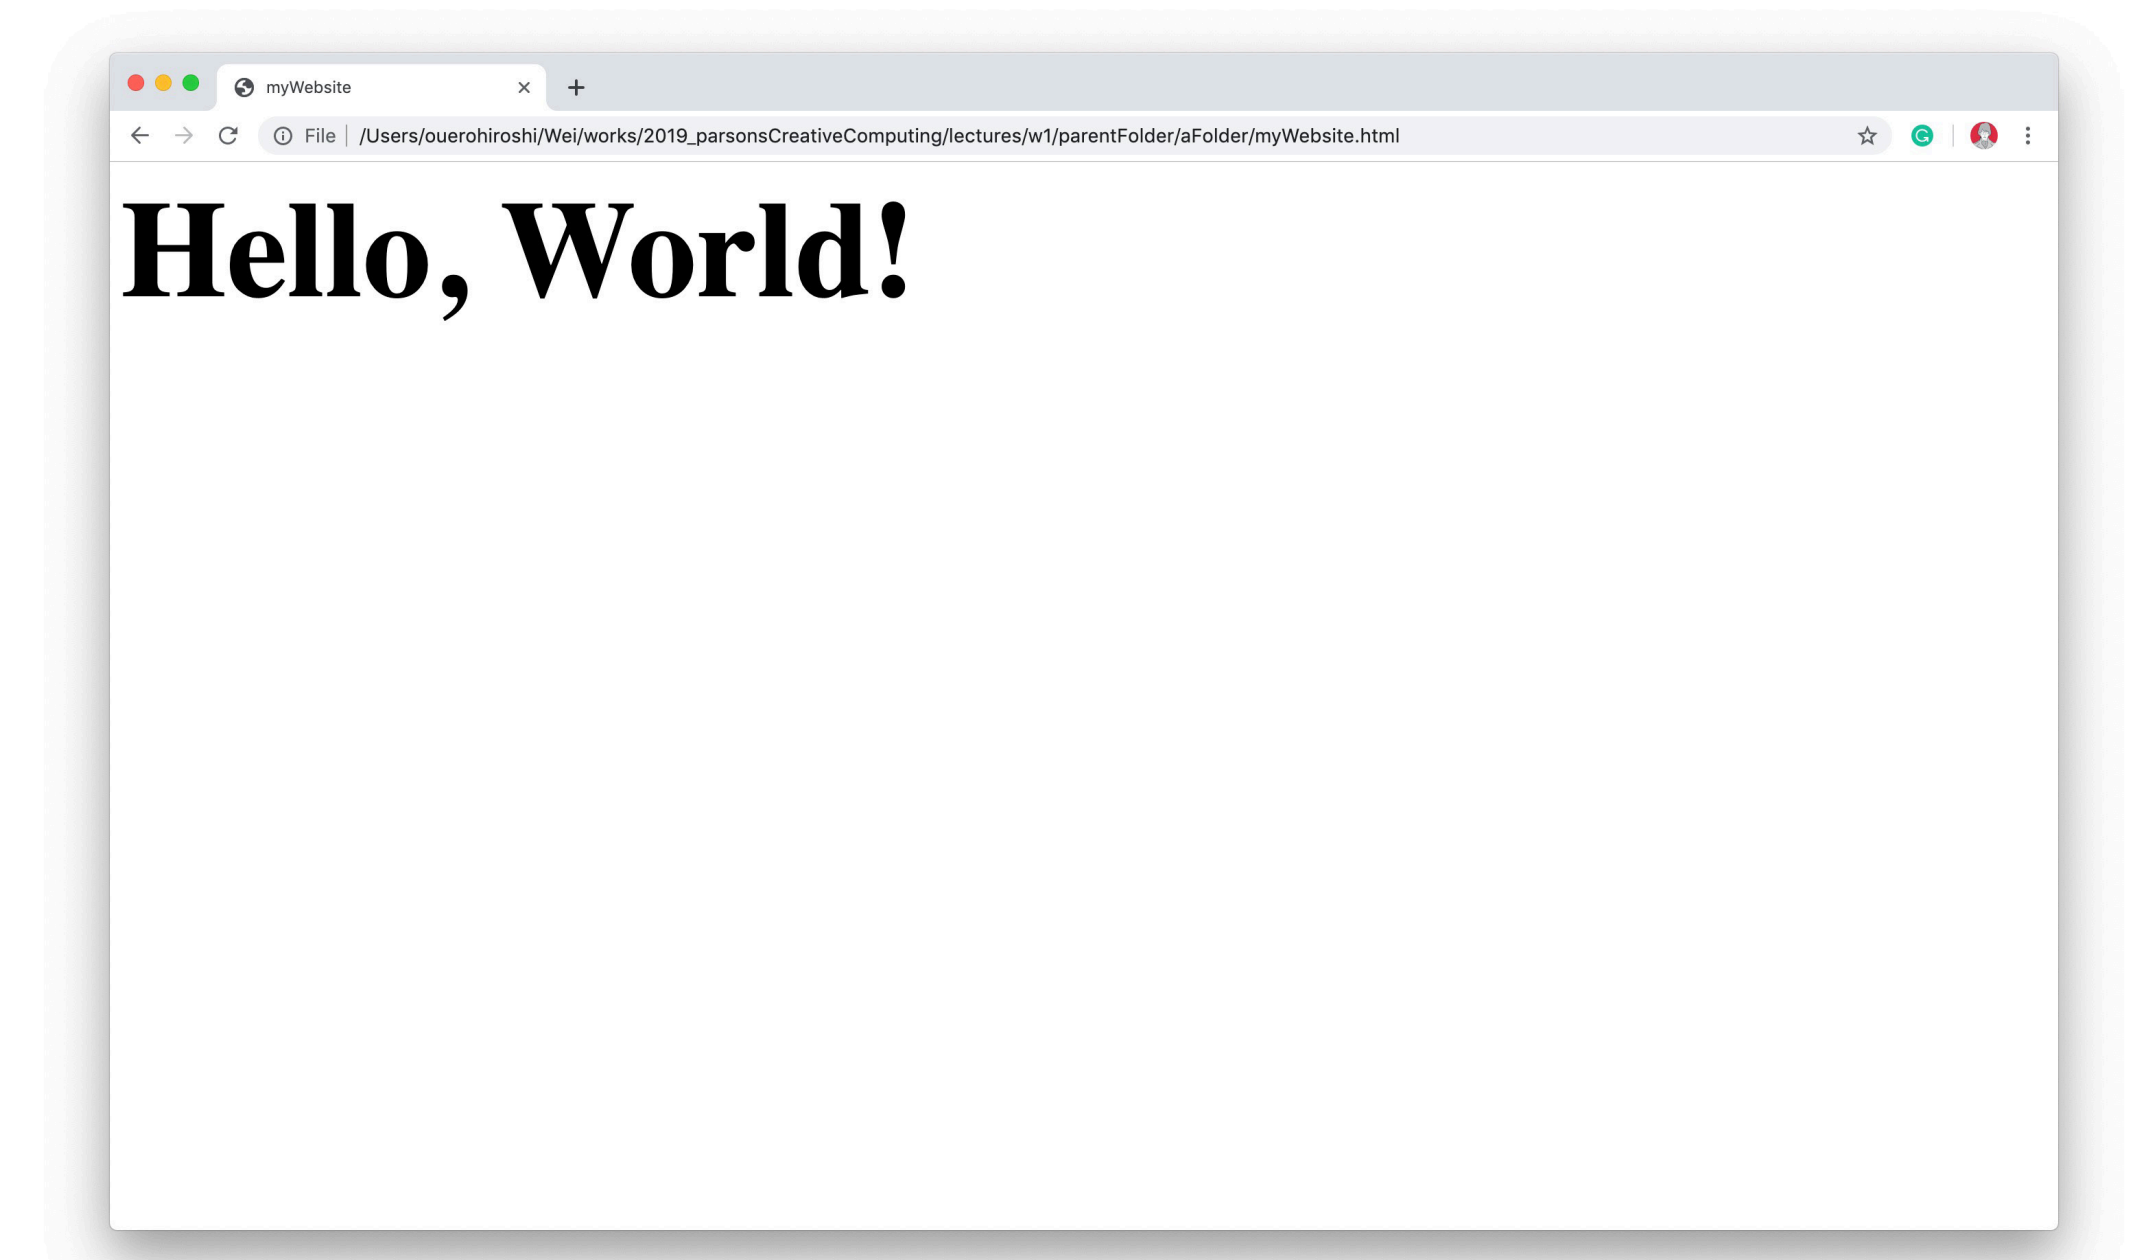 myWebsite
File /Users/ouerohiroshi/Wei/works/2019_parsonsCreativeComputing/lectures/w1/parentFolder/aFolder/myWebsite.html
Hello, World!